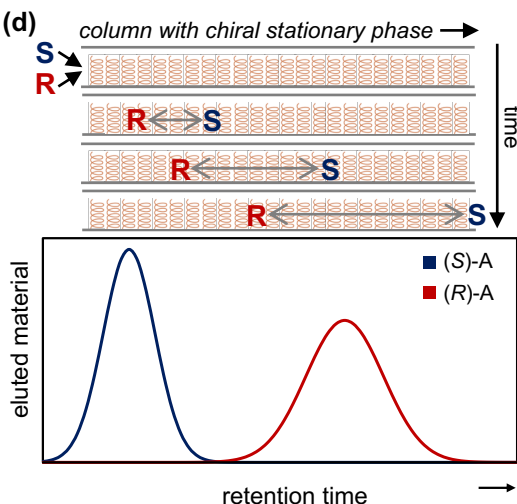 (d)
column with chiral stationary phase
S
R
time
R S
R S
R S
(S)-A
(R)-A
eluted material
retention time